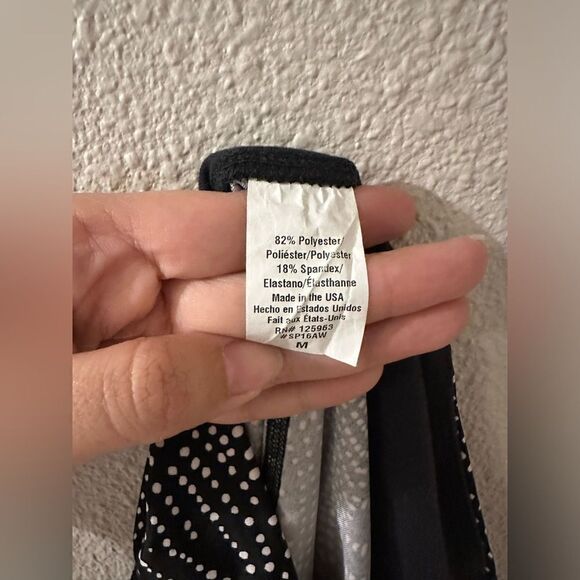 82% Polyester/
Poliéster/Polyester
18% Spandex/
Elastano/Élasthanne
Made in the USA
Hecho en Estados Unidos
Fait aux États-Unis
RN# 125963
#SP16AW
M